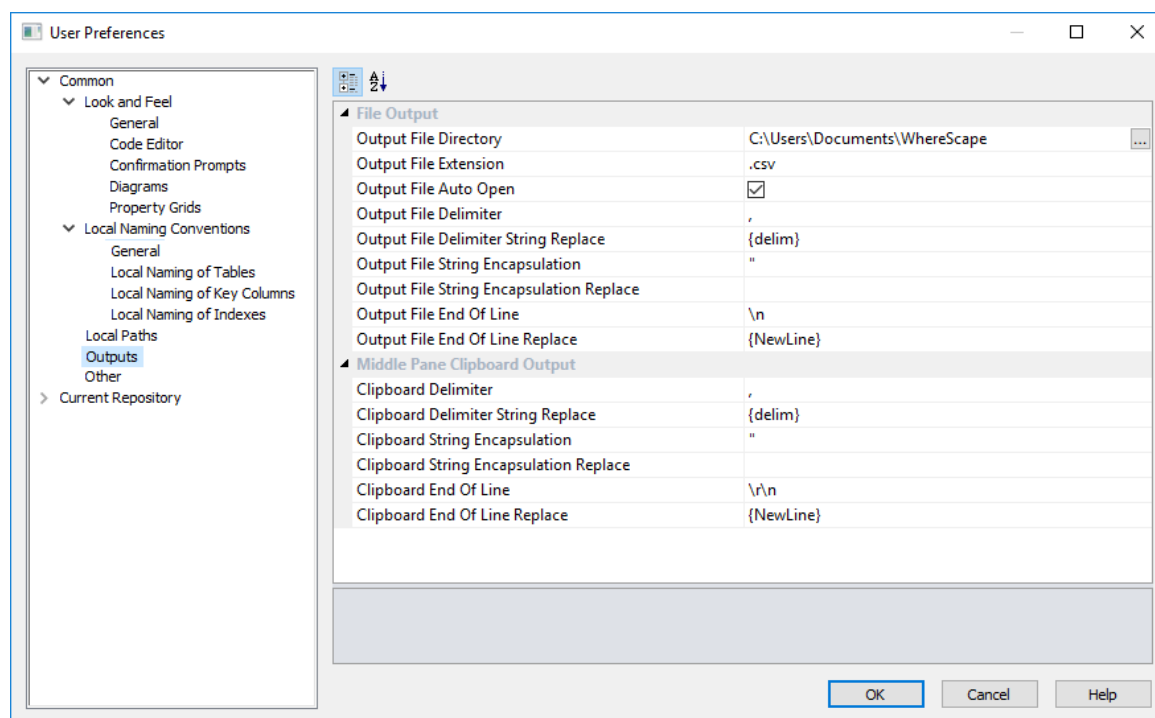 User Preferences
Common
Look and Feel
General
Code Editor
Confirmation Prompts
Diagrams
Property Grids
Local Naming Conventions
General
Local Naming of Tables
Local Naming of Key Columns
Local Naming of Indexes
Local Paths
Outputs
Other
Current Repository
File Output
Output File Directory C:\Users\Documents\WhereScape ...
Output File Extension .csv
Output File Auto Open
Output File Delimiter ,
Output File Delimiter String Replace {delim}
Output File String Encapsulation "
Output File String Encapsulation Replace
Output File End Of Line \n
Output File End Of Line Replace {NewLine}
Middle Pane Clipboard Output
Clipboard Delimiter ,
Clipboard Delimiter String Replace {delim}
Clipboard String Encapsulation "
Clipboard String Encapsulation Replace
Clipboard End Of Line \r\n
Clipboard End Of Line Replace {NewLine}
OK Cancel Help